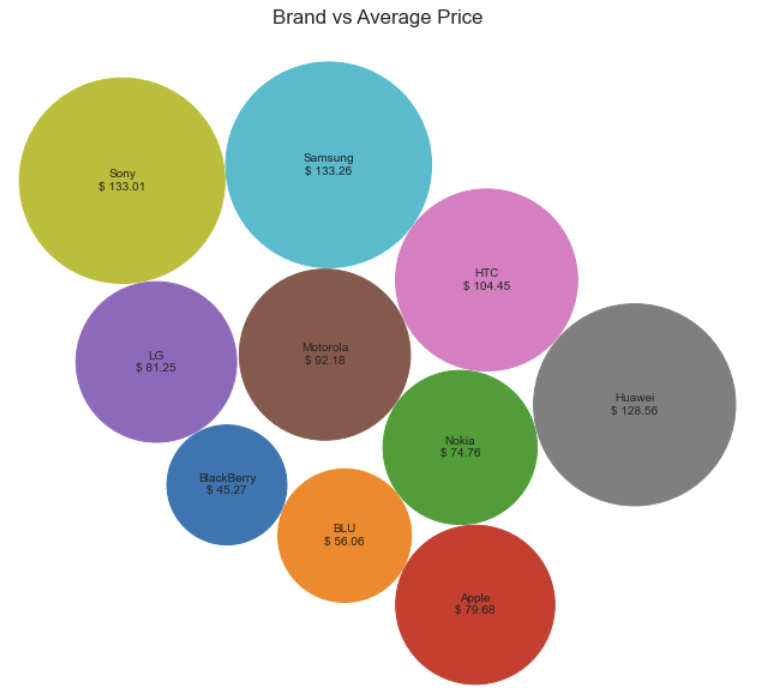 Brand vs Average Price
Sony
$ 133.01
Samsung
$ 133.26
HTC
$ 104.45
LG
$ 81.25
Motorola
$ 92.18
Huawei
$ 128.56
Nokia
$ 74.76
BlackBerry
$ 45.27
BLU
$ 56.06
Apple
$ 79.68